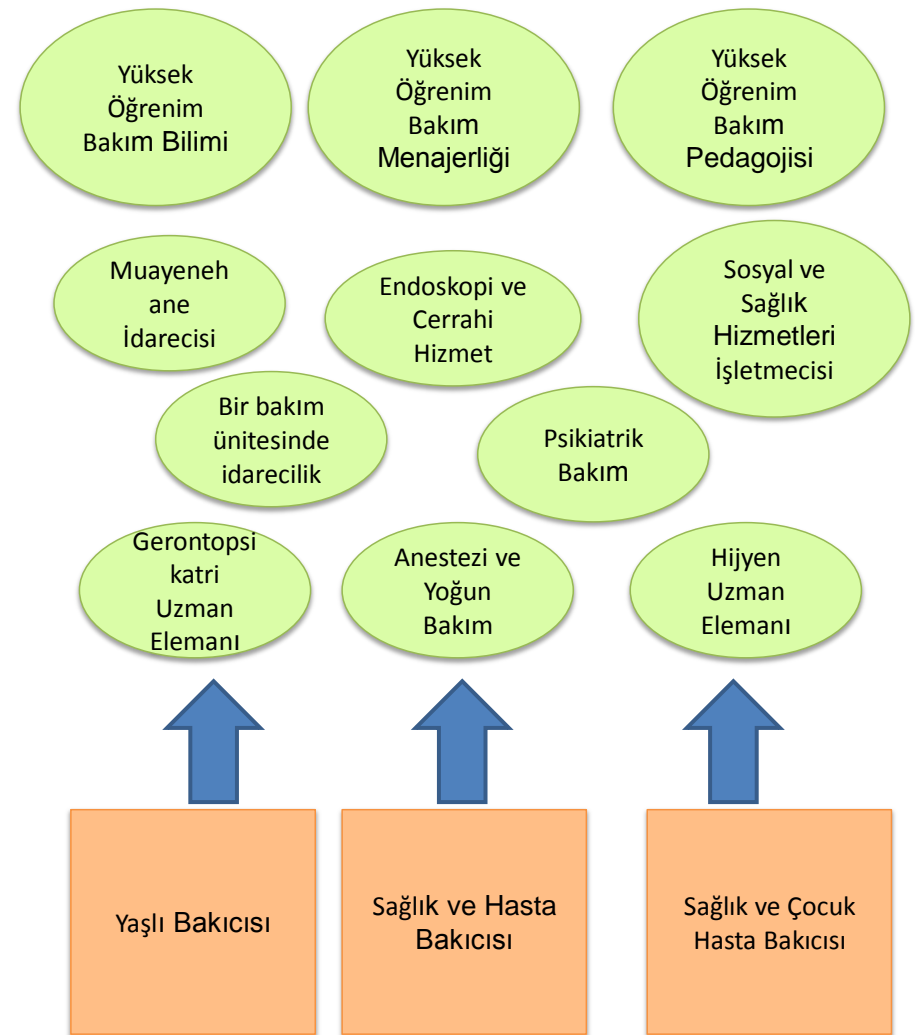 Yüksek
Öğrenim
Bakım Bilimi
Yüksek
Öğrenim
Bakım
Menajerliği
Yüksek
Öğrenim
Bakım
Pedagojisi
Muayeneh
ane
İdarecisi
Endoskopi ve
Cerrahi
Hizmet
Sosyal ve
Sağlık
Hizmetleri
İşletmecisi
Bir bakım
ünitesinde
idarecilik
Psikiatrik
Bakım
Gerontopsi
katri
Uzman
Elemanı
Anestezi ve
Yoğun
Bakım
Hijyen
Uzman
Elemanı
Yaşlı Bakıcısı
Sağlık ve Hasta
Bakıcısı
Sağlık ve Çocuk
Hasta Bakıcısı